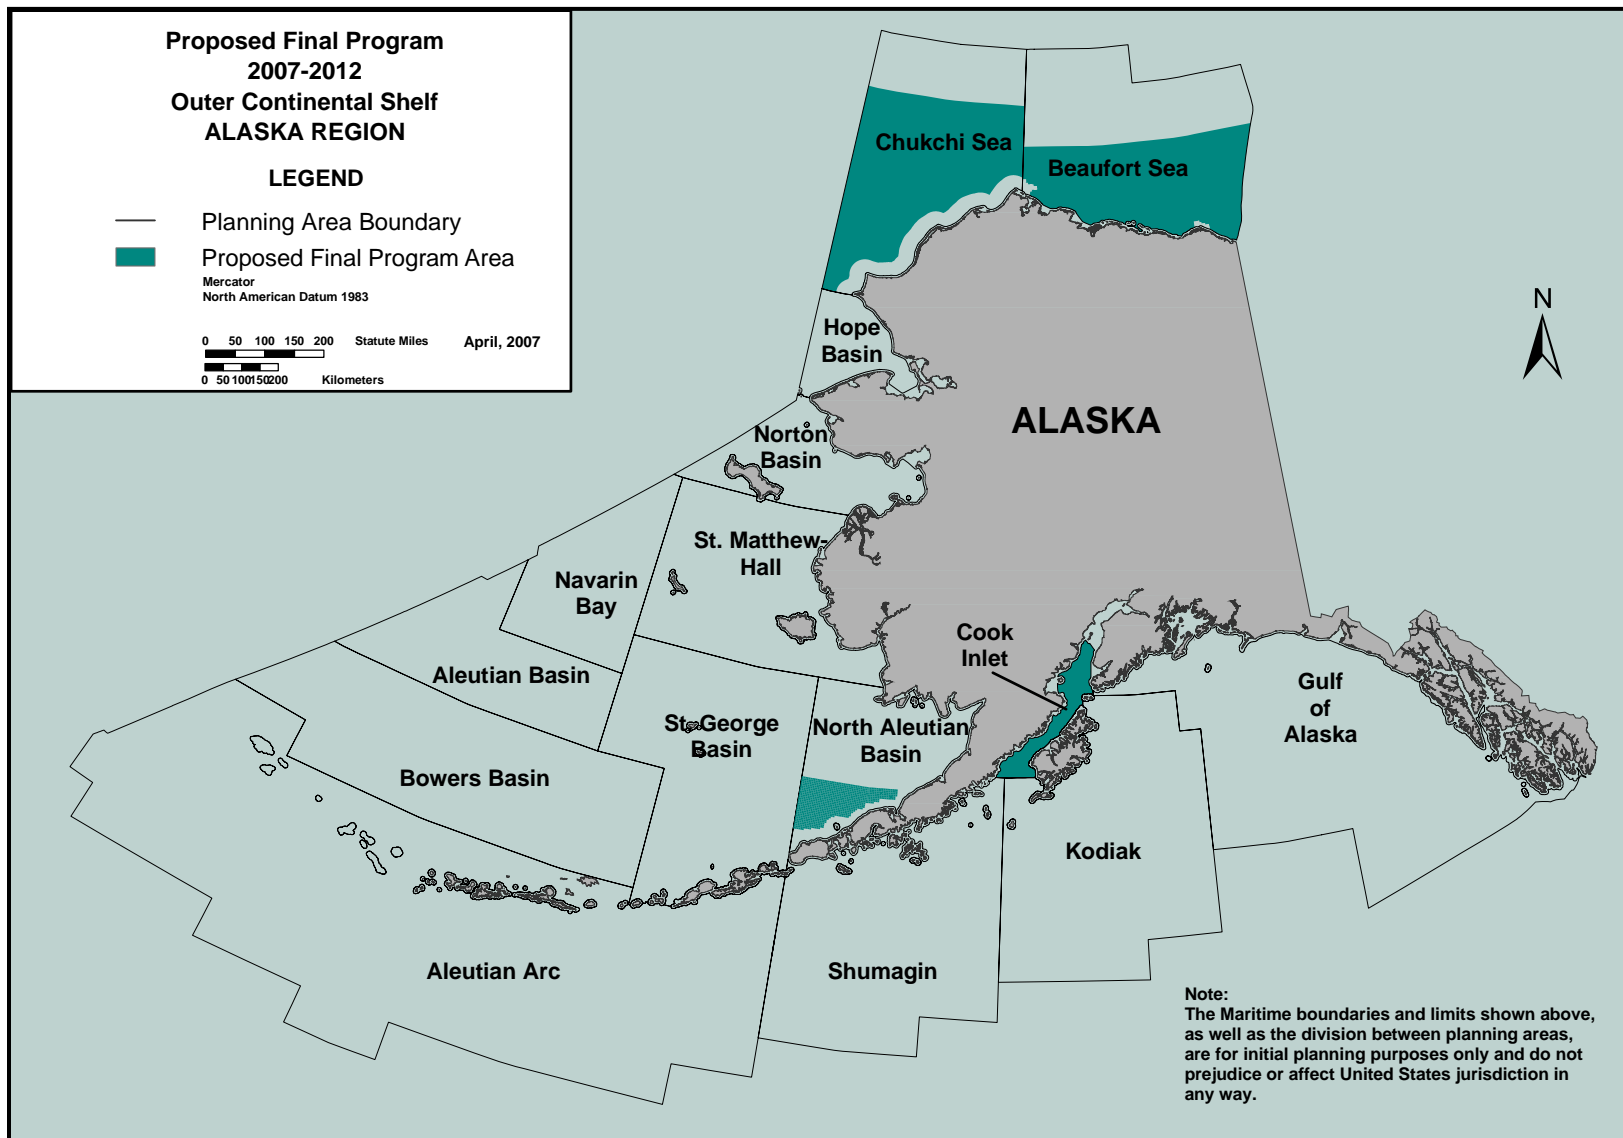 Proposed Final Program
2007-2012
Outer Continental Shelf
ALASKA REGION
LEGEND
Planning Area Boundary
Proposed Final Program Area
Mercator
North American Datum 1983
0 50 100 150 200 Statute Miles April, 2007
0 50 100150200 Kilometers
Chukchi Sea
Beaufort Sea
Hope
Basin
N
ALASKA
Norton
Basin
St. Matthew-
Hall
Navarin
Bay
Cook
Inlet
Aleutian Basin
Gulf
of
Alaska
St. George
Basin
North Aleutian
Basin
Bowers Basin
Kodiak
Aleutian Arc
Shumagin
Note:
The Maritime boundaries and limits shown above,
as well as the division between planning areas,
are for initial planning purposes only and do not
prejudice or affect United States jurisdiction in
any way.